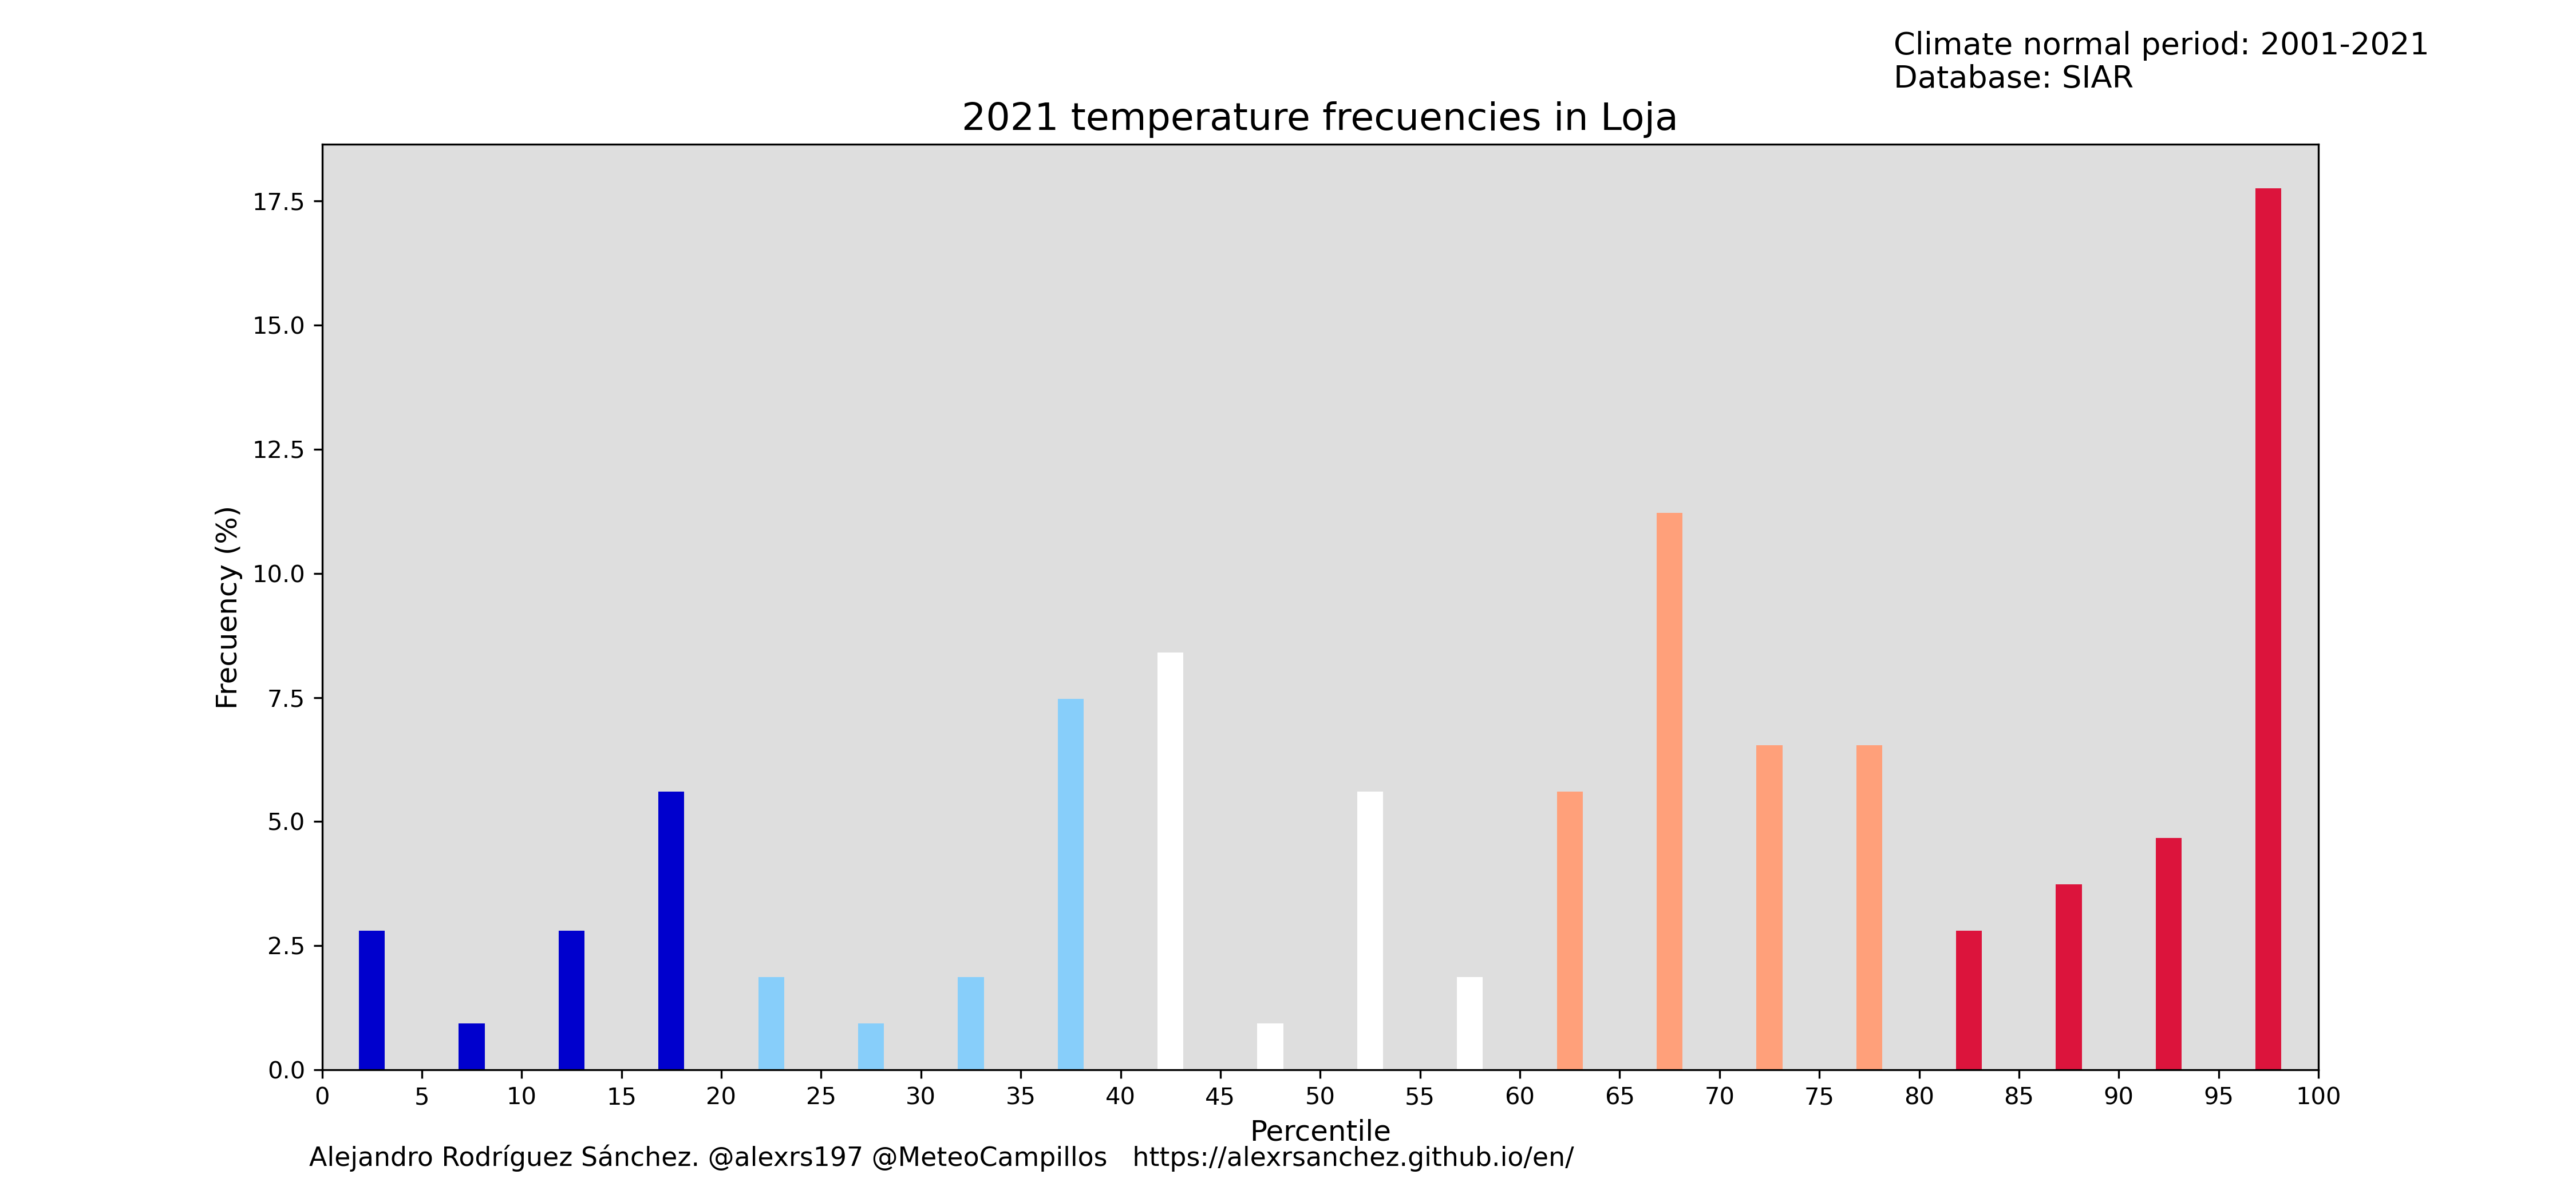 Climate normal period: 2001-2021
Database: SIAR
2021 temperature frecuencies in Loja
17.5
15.0
12.5
10.0
7.5
5.0
2.5
0.0
Frecuency (%)
0 5 10 15 20 25 30 35 40 45 50 55 60 65 70 75 80 85 90 95 100
Percentile
Alejandro Rodríguez Sánchez. @alexrs197 @MeteoCampillos https://alexrsanchez.github.io/en/